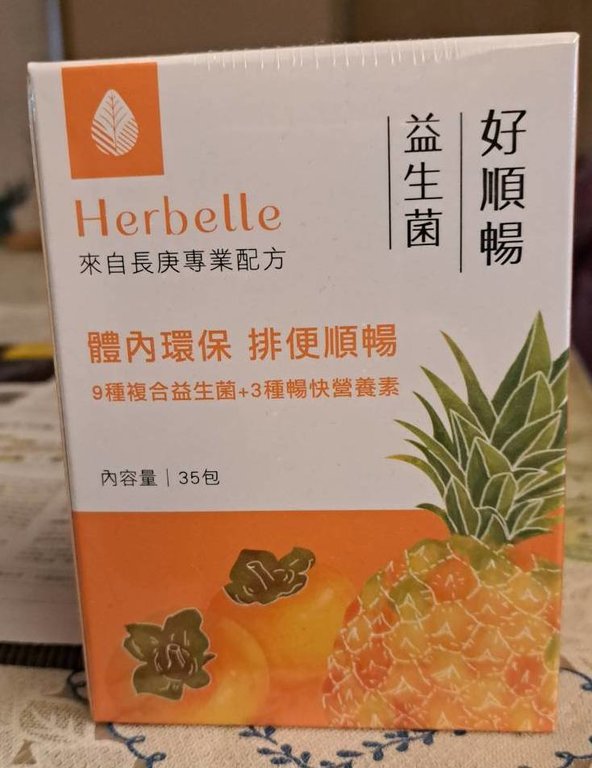 好順暢
益生菌
Herbelle
來自長庚專業配方
體內環保 排便順暢
9種複合益生菌+3種暢快營養素
內容量｜35包